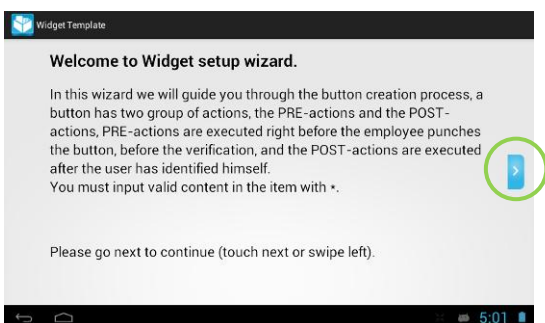 Widget Template
Welcome to Widget setup wizard.
In this wizard we will guide you through the button creation process, a
button has two group of actions, the PRE-actions and the POST-
actions, PRE-actions are executed right before the employee punches
the button, before the verification, and the POST-actions are executed
after the user has identified himself.
You must input valid content in the item with *.
Please go next to continue (touch next or swipe left).
5:01